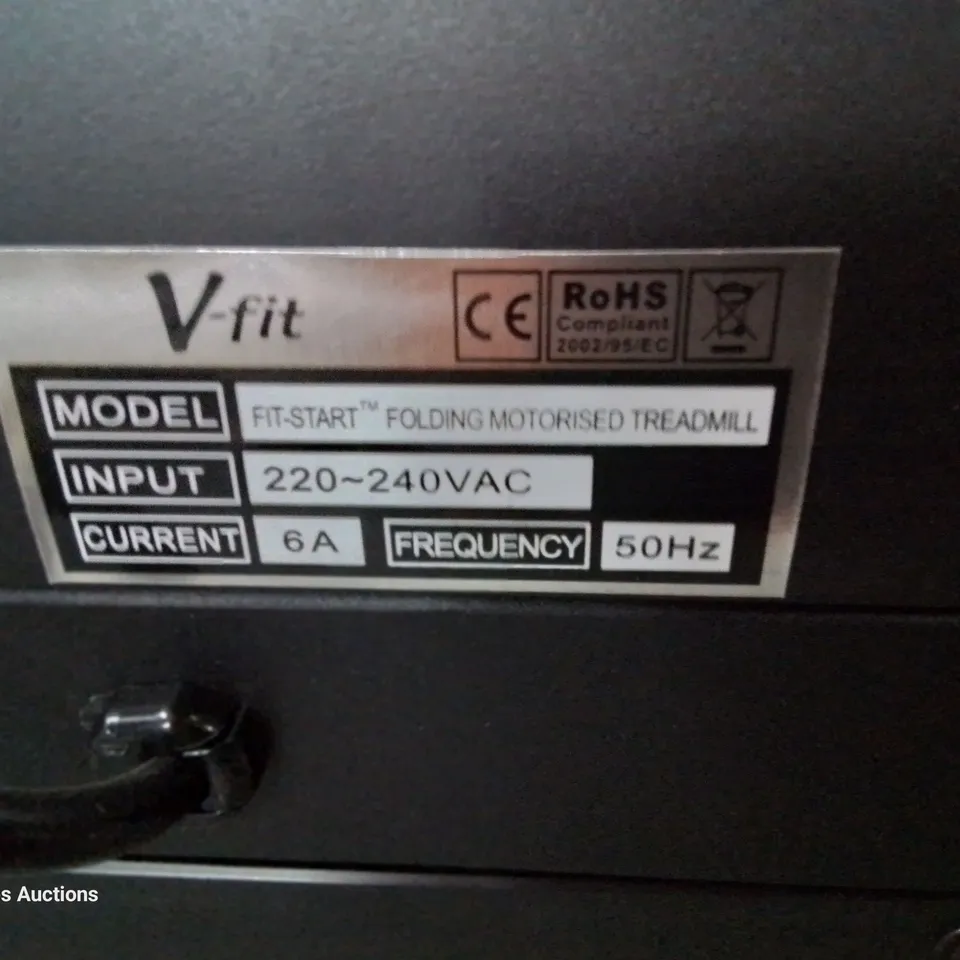 V-fit
CE
RoHS
Compliant
2002/95/EC
MODEL FIT-START™ FOLDING MOTORISED TREADMILL
INPUT 220~240VAC
CURRENT 6A FREQUENCY 50Hz
s Auctions